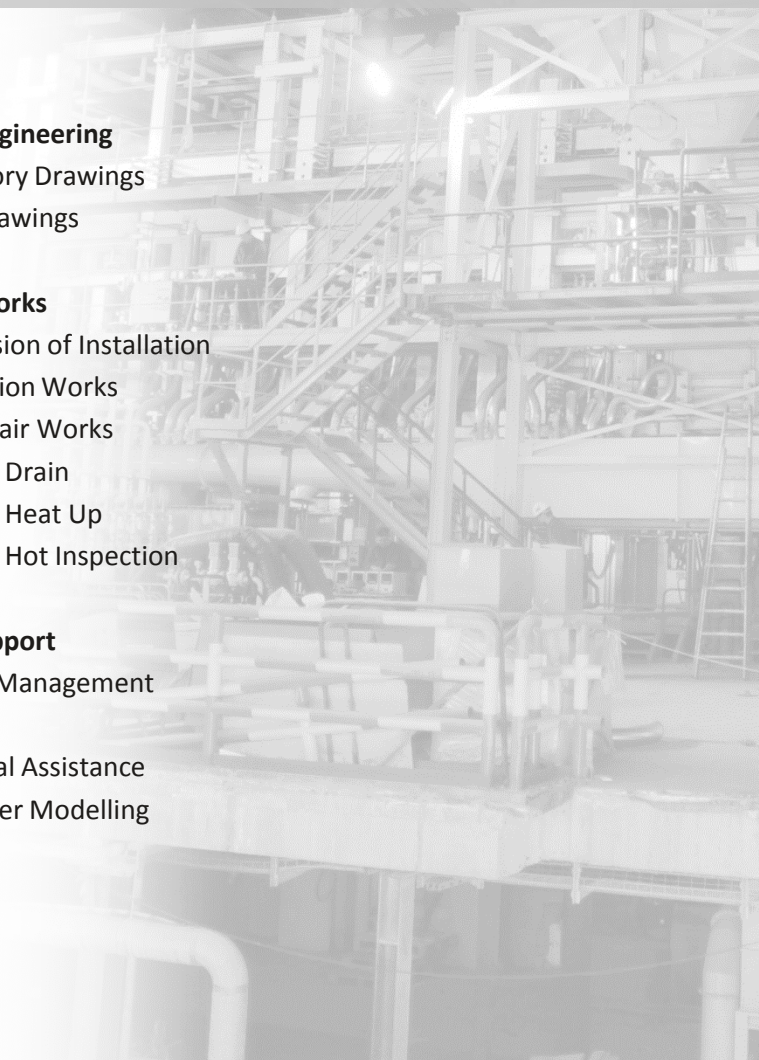 gineering
ory Drawings
awings
orks
sion of Installation
ion Works
air Works
Drain
Heat Up
Hot Inspection
pport
Management
al Assistance
er Modelling